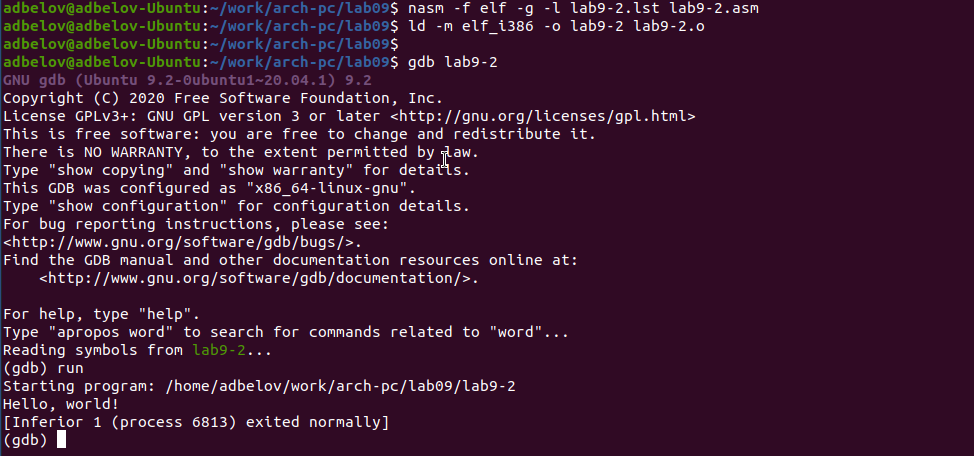 adbelov@adbelov-Ubuntu:~/work/arch-pc/lab09$ nasm -f elf -g -l lab9-2.lst lab9-2.asm
adbelov@adbelov-Ubuntu:~/work/arch-pc/lab09$ ld -m elf_i386 -o lab9-2 lab9-2.o
adbelov@adbelov-Ubuntu:~/work/arch-pc/lab09$
adbelov@adbelov-Ubuntu:~/work/arch-pc/lab09$ gdb lab9-2
GNU gdb (Ubuntu 9.2-0ubuntu1~20.04.1) 9.2
Copyright (C) 2020 Free Software Foundation, Inc.
License GPLv3+: GNU GPL version 3 or later <http://gnu.org/licenses/gpl.html>
This is free software: you are free to change and redistribute it.
There is NO WARRANTY, to the extent permitted by law.
Type "show copying" and "show warranty" for details.
This GDB was configured as "x86_64-linux-gnu".
Type "show configuration" for configuration details.
For bug reporting instructions, please see:
<http://www.gnu.org/software/gdb/bugs/>.
Find the GDB manual and other documentation resources online at:
    <http://www.gnu.org/software/gdb/documentation/>.

For help, type "help".
Type "apropos word" to search for commands related to "word"...
Reading symbols from lab9-2...
(gdb) run
Starting program: /home/adbelov/work/arch-pc/lab09/lab9-2
Hello, world!
[Inferior 1 (process 6813) exited normally]
(gdb)